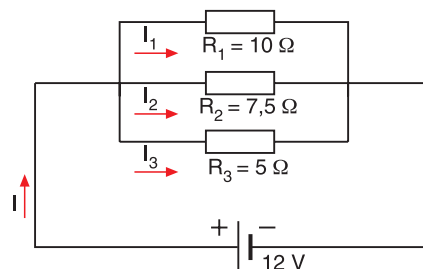 I₁
R₁ = 10 Ω
I₂
R₂ = 7,5 Ω
I₃
R₃ = 5 Ω
I
+ −
12 V